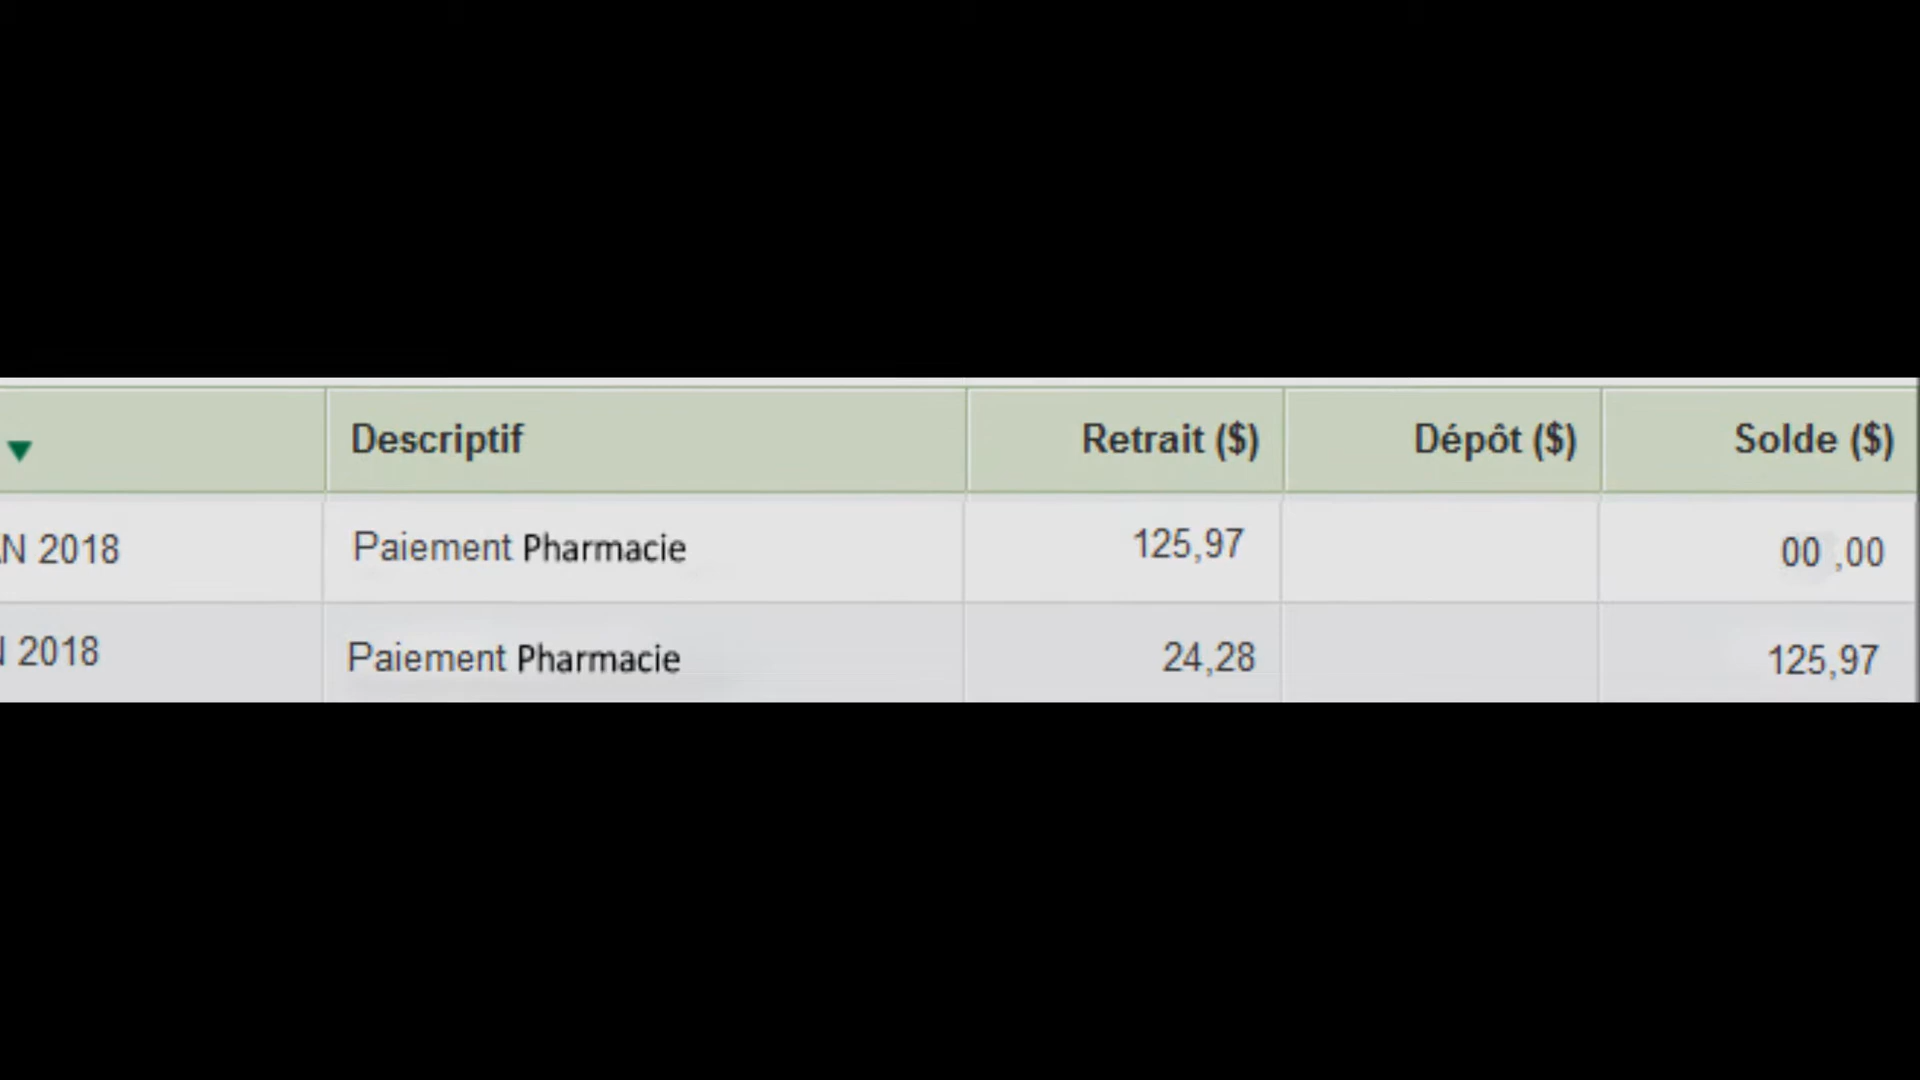 Descriptif Retrait ($) Dépôt ($) Solde ($)
N 2018 Paiement Pharmacie 125,97 00 ,00
2018 Paiement Pharmacie 24,28 125,97